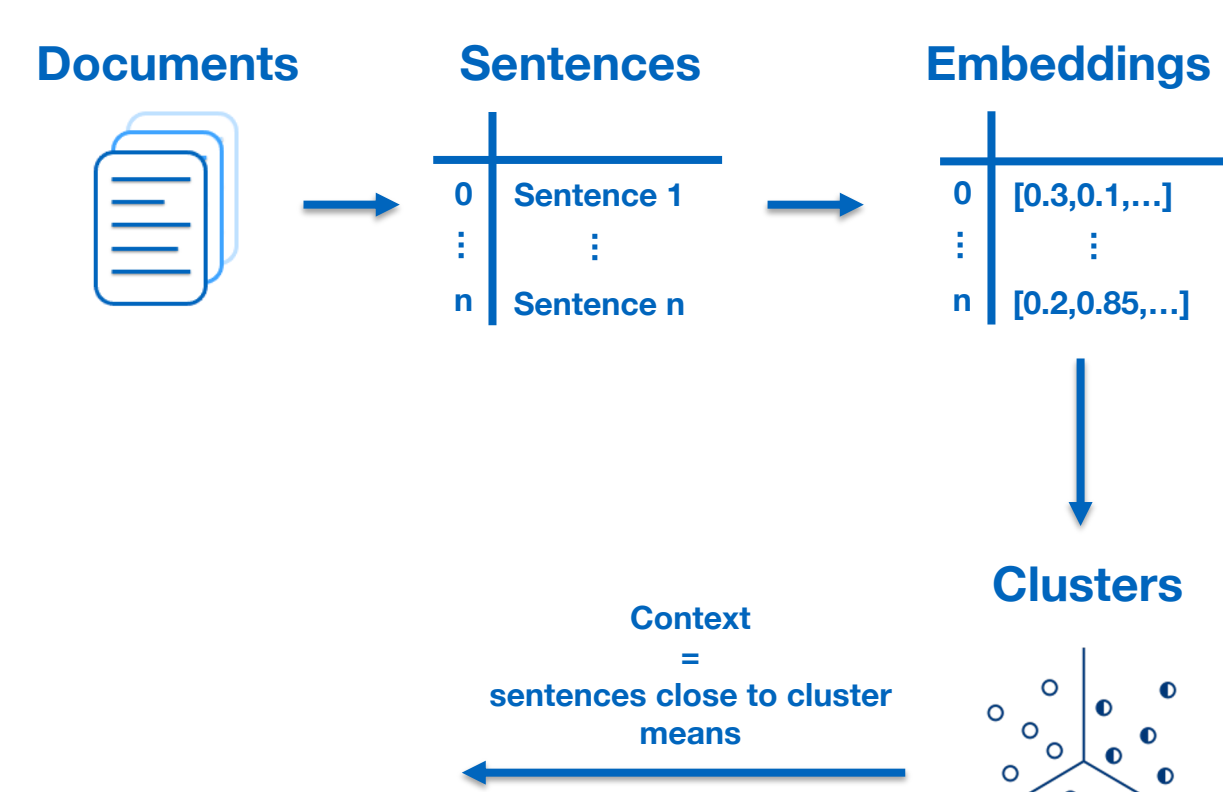 Documents
Sentences
Embeddings
0 Sentence 1
⋮ ⋮
n Sentence n
0 [0.3,0.1,…]
⋮ ⋮
n [0.2,0.85,…]
Clusters
Context
=
sentences close to cluster
means